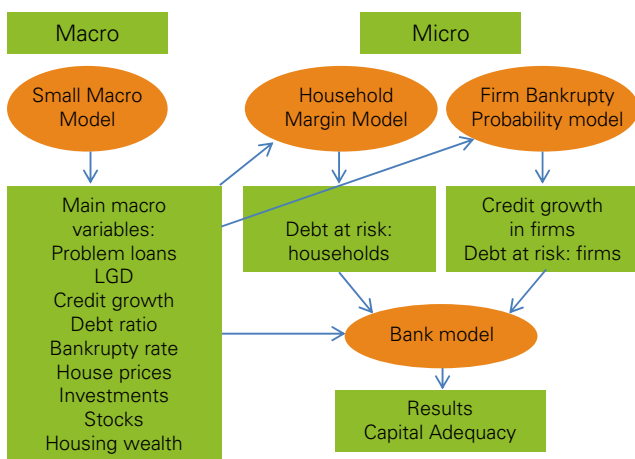 Macro
Micro
Small Macro
Model
Household
Margin Model
Firm Bankrupty
Probability model
Main macro
variables:
Problem loans
LGD
Credit growth
Debt ratio
Bankrupty rate
House prices
Investments
Stocks
Housing wealth
Debt at risk:
households
Credit growth
in firms
Debt at risk: firms
Bank model
Results
Capital Adequacy